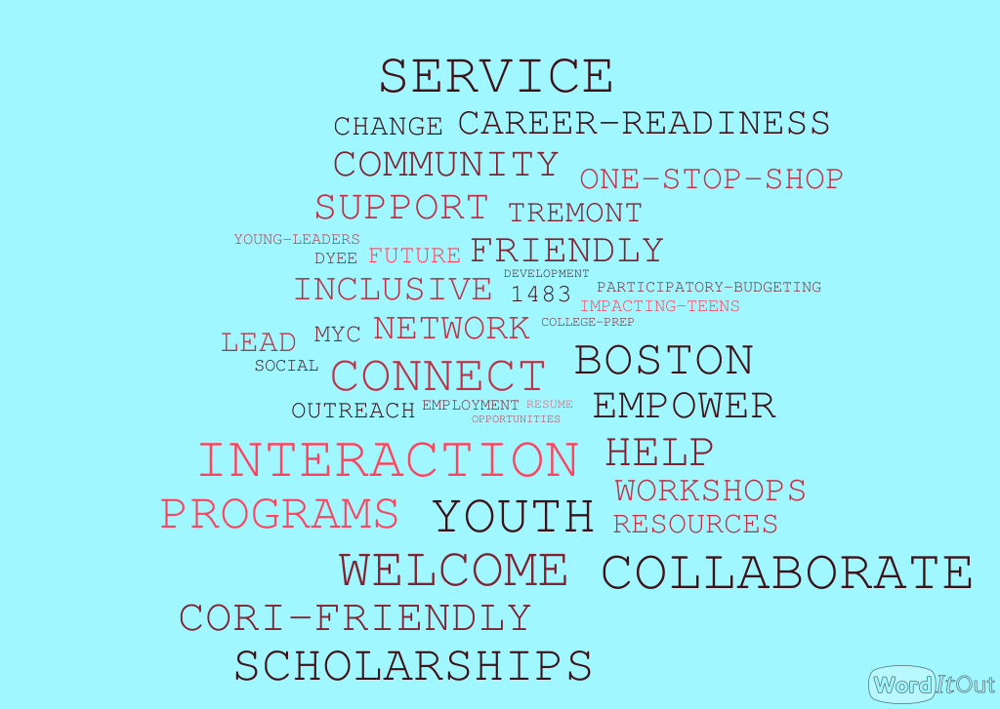 SERVICE
CHANGE CAREER-READINESS
COMMUNITY
ONE-STOP-SHOP
SUPPORT TREMONT
YOUNG-LEADERS
DYEE FUTURE FRIENDLY
DEVELOPMENT
INCLUSIVE 1483 PARTICIPATORY-BUDGETING
IMPACTING-TEENS
LEAD MYC NETWORK COLLEGE-PREP
SOCIAL CONNECT BOSTON
OUTREACH EMPLOYMENT RESUME EMPOWER
OPPORTUNITIES
INTERACTION HELP
WORKSHOPS
PROGRAMS YOUTH RESOURCES
WELCOME COLLABORATE
CORI-FRIENDLY
SCHOLARSHIPS
WordItOut